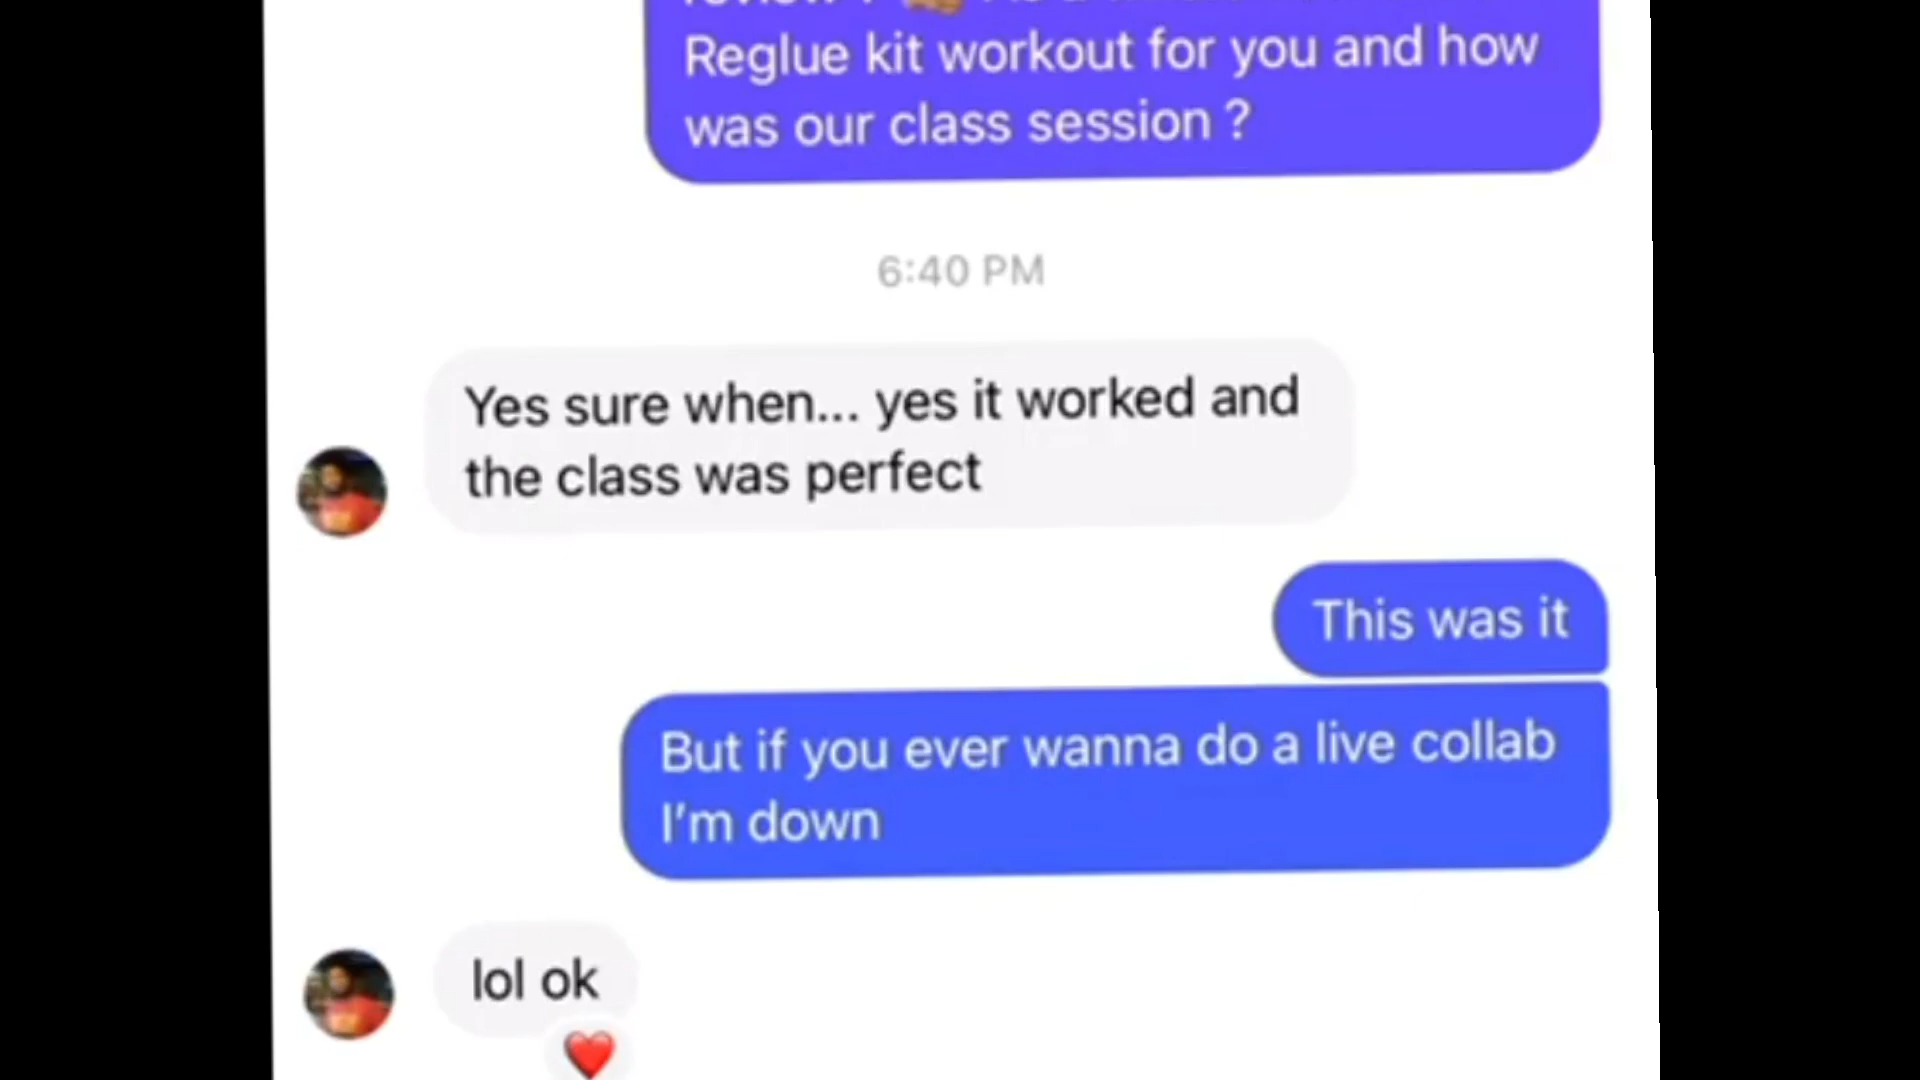 Reglue kit workout for you and how
was our class session ?
6:40 PM
Yes sure when... yes it worked and
the class was perfect
This was it
But if you ever wanna do a live collab
I'm down
lol ok